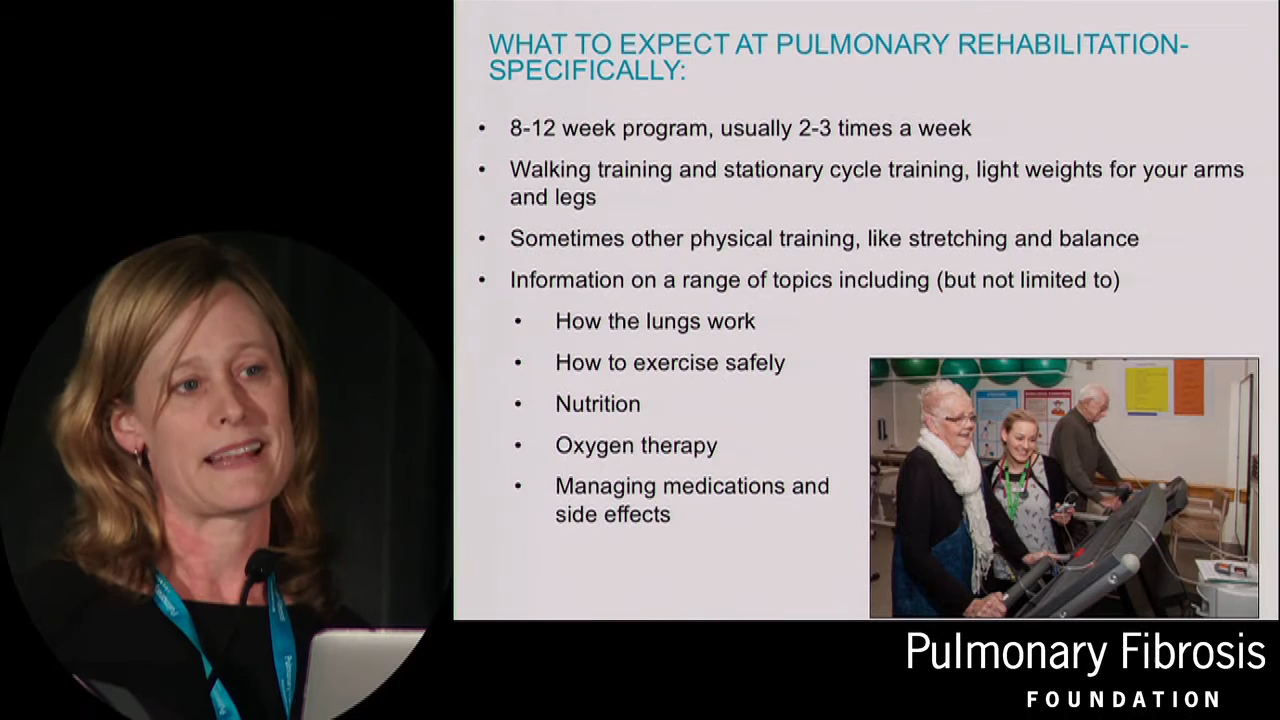 WHAT TO EXPECT AT PULMONARY REHABILITATION-
SPECIFICALLY:
• 8-12 week program, usually 2-3 times a week
• Walking training and stationary cycle training, light weights for your arms
and legs
• Sometimes other physical training, like stretching and balance
• Information on a range of topics including (but not limited to)
• How the lungs work
• How to exercise safely
• Nutrition
• Oxygen therapy
• Managing medications and
side effects
Pulmonary Fibrosis
FOUNDATION